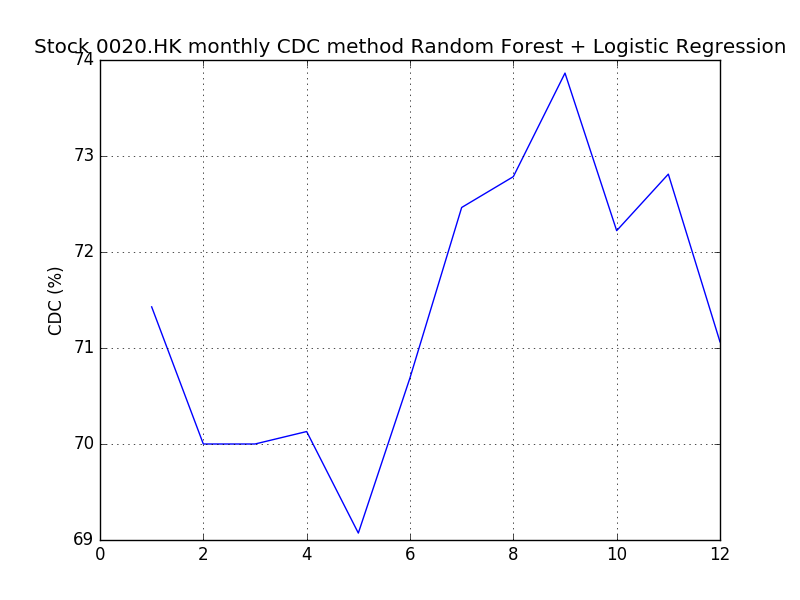 Stock 0020.HK monthly CDC method Random Forest + Logistic Regression
74
73
72
71
70
69
CDC (%)
0 2 4 6 8 10 12